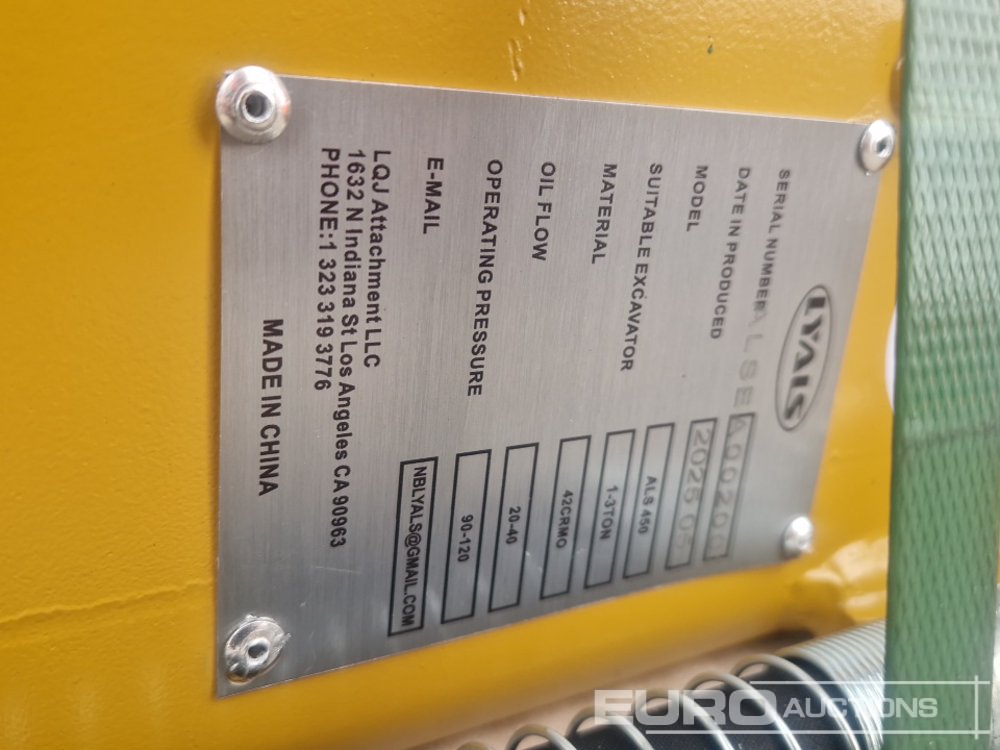 LYALS
SERIAL NUMBER ALSEA00200
DATE IN PRODUCED 2025 05
MODEL ALS 450
SUITABLE EXCAVATOR 1-3TON
MATERIAL 42CRMO
OIL FLOW 20-40
OPERATING PRESSURE 90-120
E-MAIL NBLYALS@GMAIL.COM
LQJ Attachment LLC
1632 N Indiana St Los Angeles CA 90963
PHONE:1 323 319 3776
MADE IN CHINA
EURO AUCTIONS